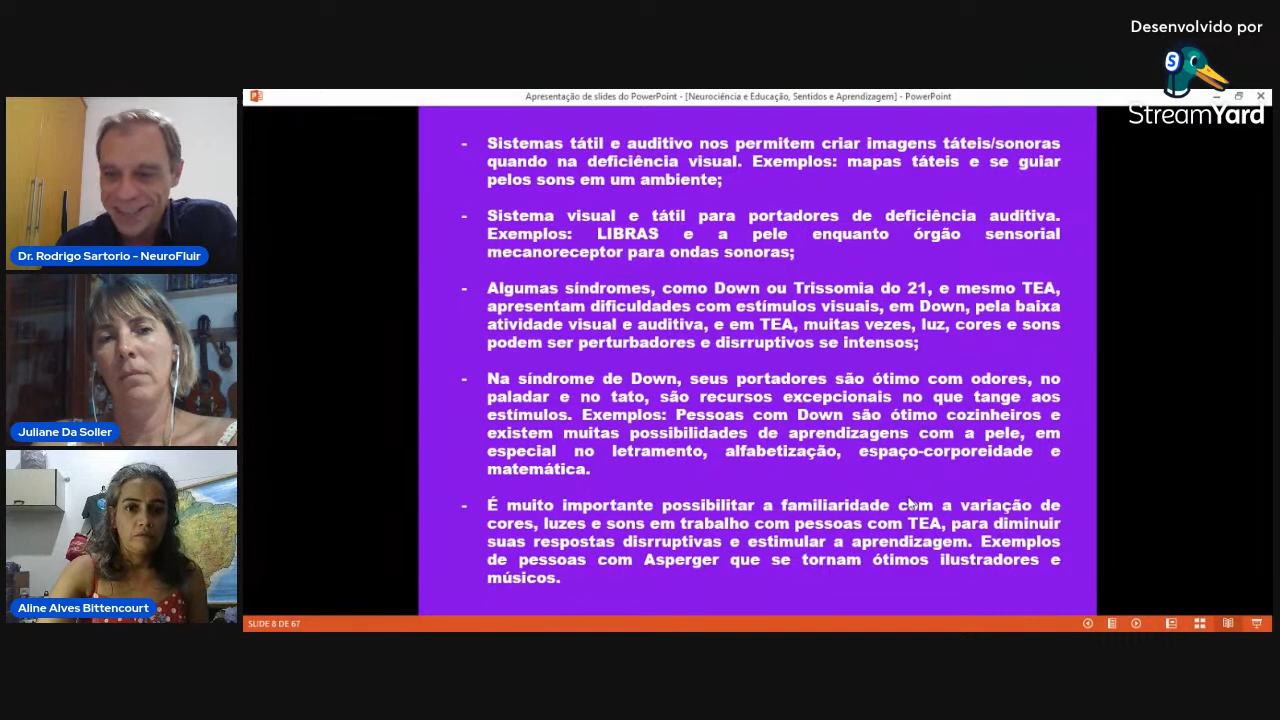 Desenvolvido por
StreamYard
Apresentação de slides do PowerPoint - [Neurociência e Educação, Sentidos e Aprendizagem] - PowerPoint
- Sistemas tátil e auditivo nos permitem criar imagens táteis/sonoras
quando na deficiência visual. Exemplos: mapas táteis e se guiar
pelos sons em um ambiente;
- Sistema visual e tátil para portadores de deficiência auditiva.
Exemplos: LIBRAS e a pele enquanto órgão sensorial
mecanoreceptor para ondas sonoras;
- Algumas síndromes, como Down ou Trissomia do 21, e mesmo TEA,
apresentam dificuldades com estímulos visuais, em Down, pela baixa
atividade visual e auditiva, e em TEA, muitas vezes, luz, cores e sons
podem ser perturbadores e disrruptivos se intensos;
- Na síndrome de Down, seus portadores são ótimo com odores, no
paladar e no tato, são recursos excepcionais no que tange aos
estímulos. Exemplos: Pessoas com Down são ótimo cozinheiros e
existem muitas possibilidades de aprendizagens com a pele, em
especial no letramento, alfabetização, espaço-corporeidade e
matemática.
- É muito importante possibilitar a familiaridade com a variação de
cores, luzes e sons em trabalho com pessoas com TEA, para diminuir
suas respostas disrruptivas e estimular a aprendizagem. Exemplos
de pessoas com Asperger que se tornam ótimos ilustradores e
músicos.
SLIDE 8 DE 67
Dr. Rodrigo Sartorio - NeuroFluir
Juliane Da Soller
Aline Alves Bittencourt